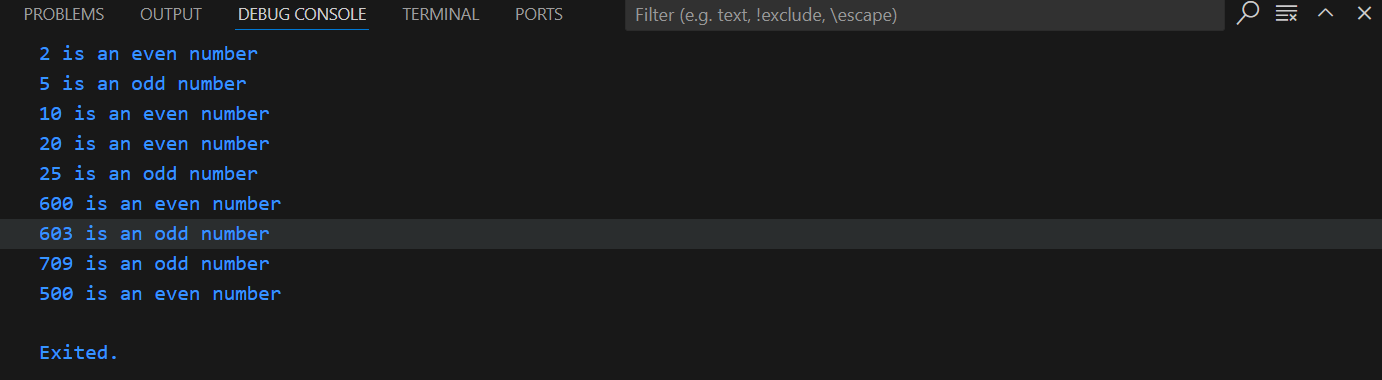 PROBLEMS OUTPUT DEBUG CONSOLE TERMINAL PORTS Filter (e.g. text, !exclude, \escape)
2 is an even number
5 is an odd number
10 is an even number
20 is an even number
25 is an odd number
600 is an even number
603 is an odd number
709 is an odd number
500 is an even number
Exited.